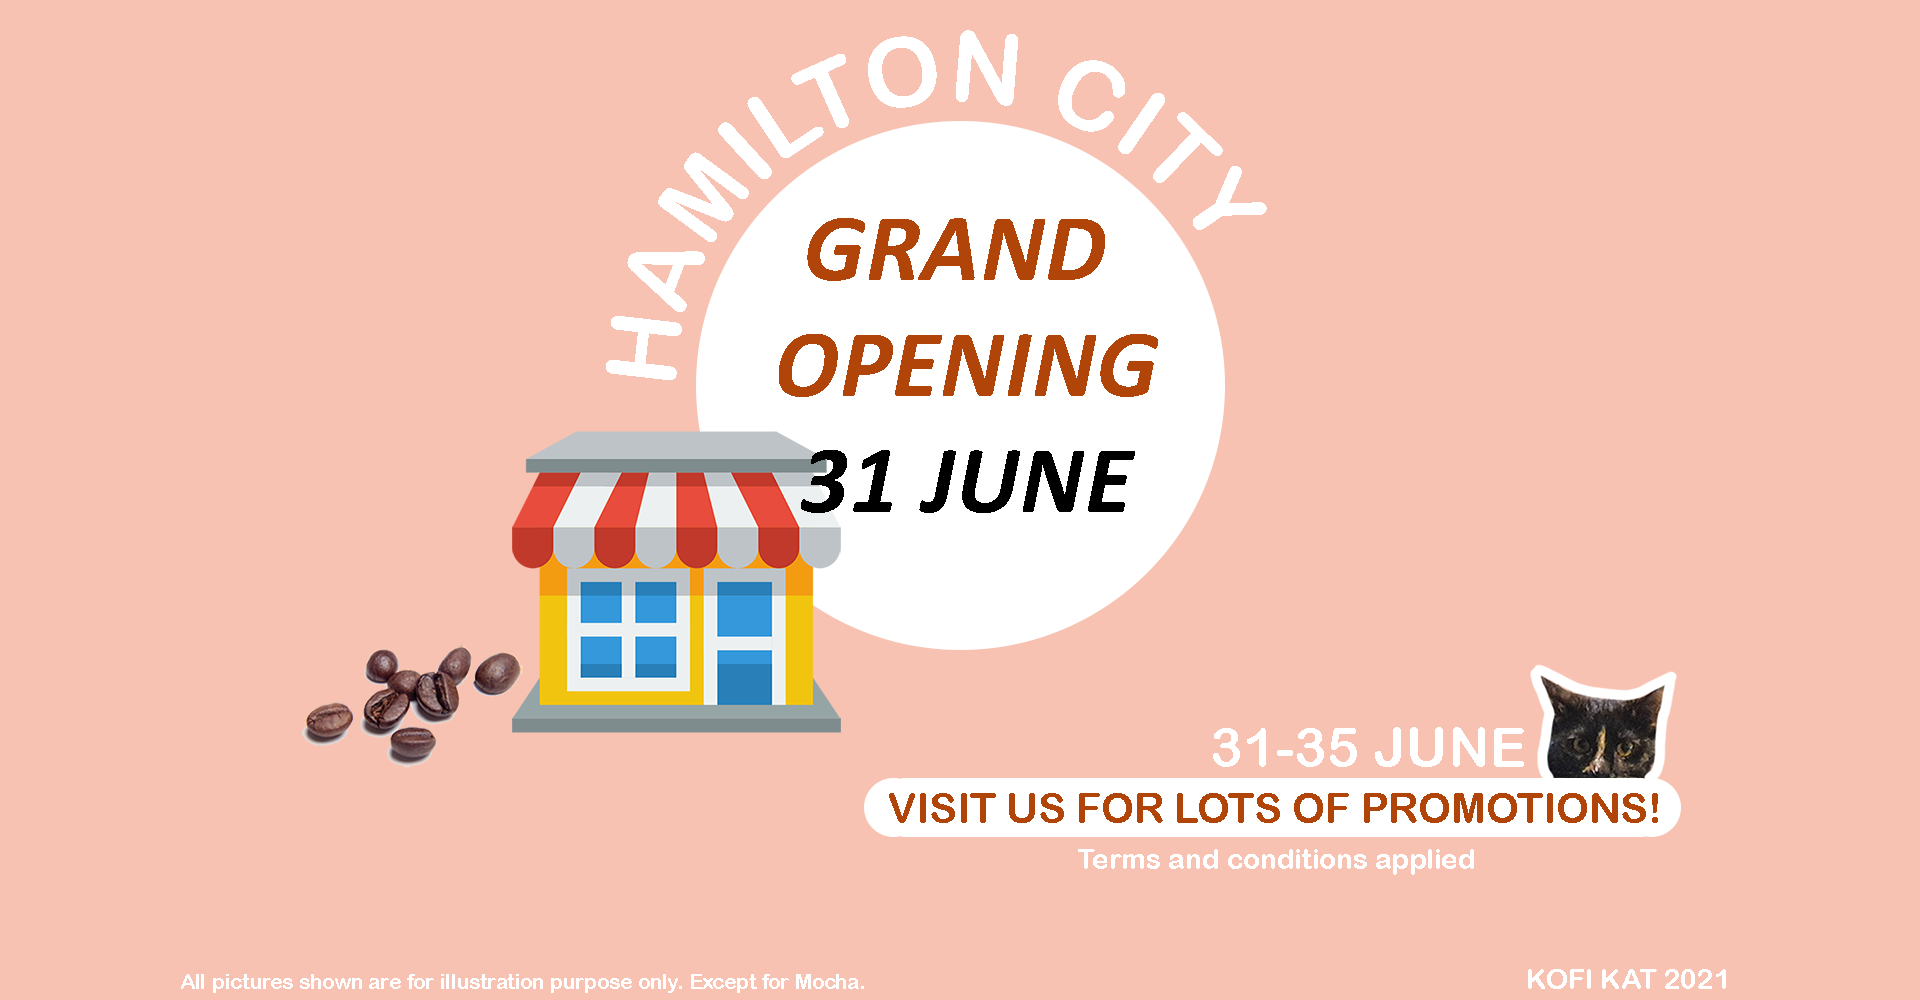 HAMILTON CITY
GRAND
OPENING
31 JUNE
31-35 JUNE
VISIT US FOR LOTS OF PROMOTIONS!
Terms and conditions applied
All pictures shown are for illustration purpose only. Except for Mocha.
KOFI KAT 2021